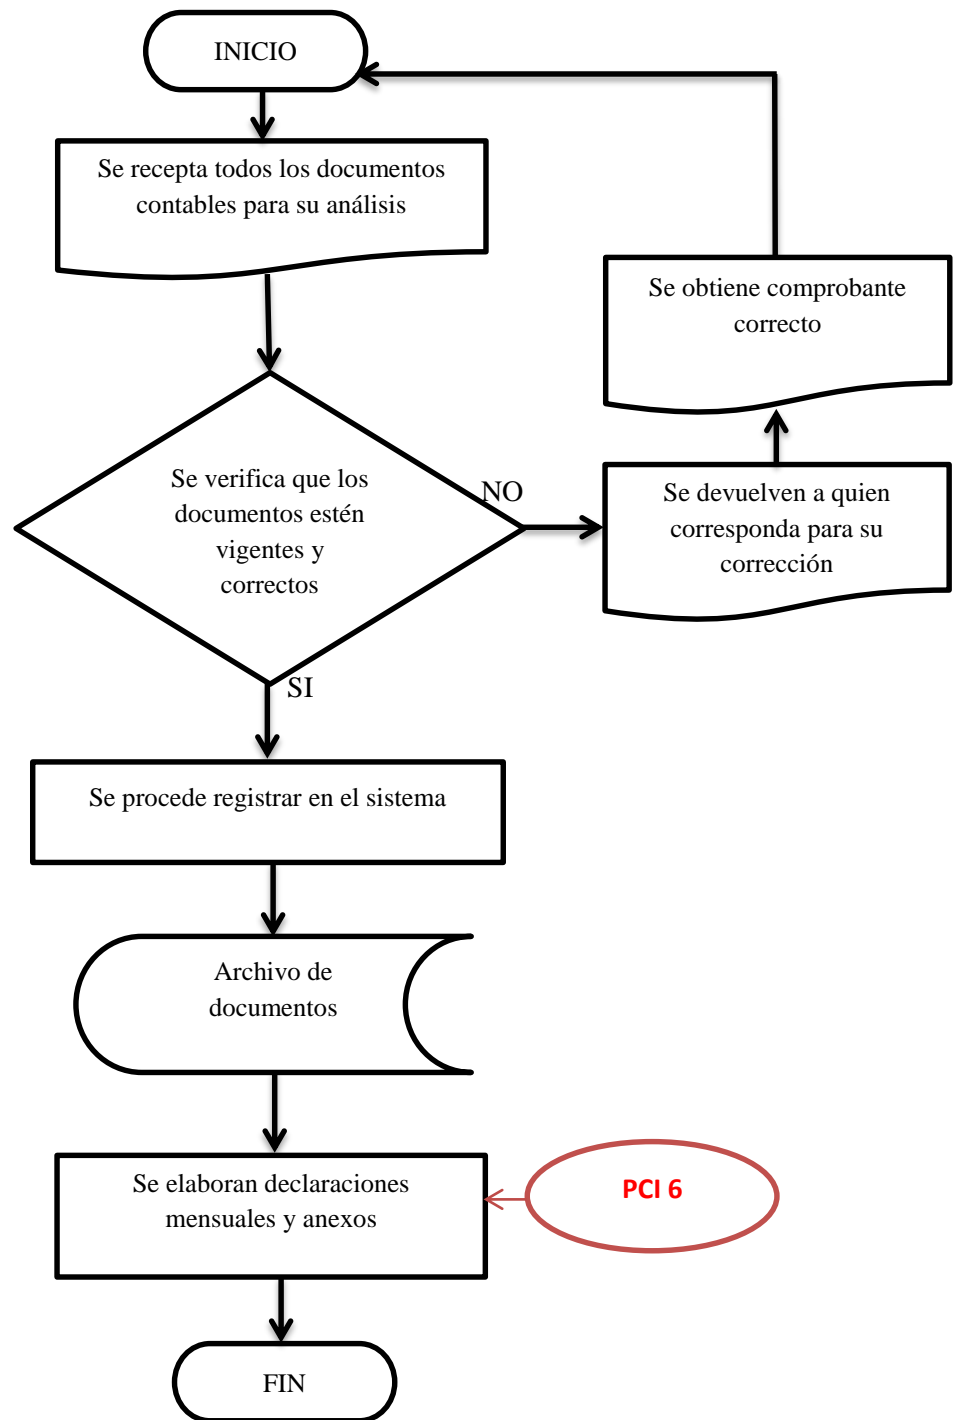 INICIO
Se recepta todos los documentos
contables para su análisis
Se obtiene comprobante
correcto
Se verifica que los
documentos estén
vigentes y
correctos
NO
Se devuelven a quien
corresponda para su
corrección
SI
Se procede registrar en el sistema
Archivo de
documentos
Se elaboran declaraciones
mensuales y anexos
PCI 6
FIN